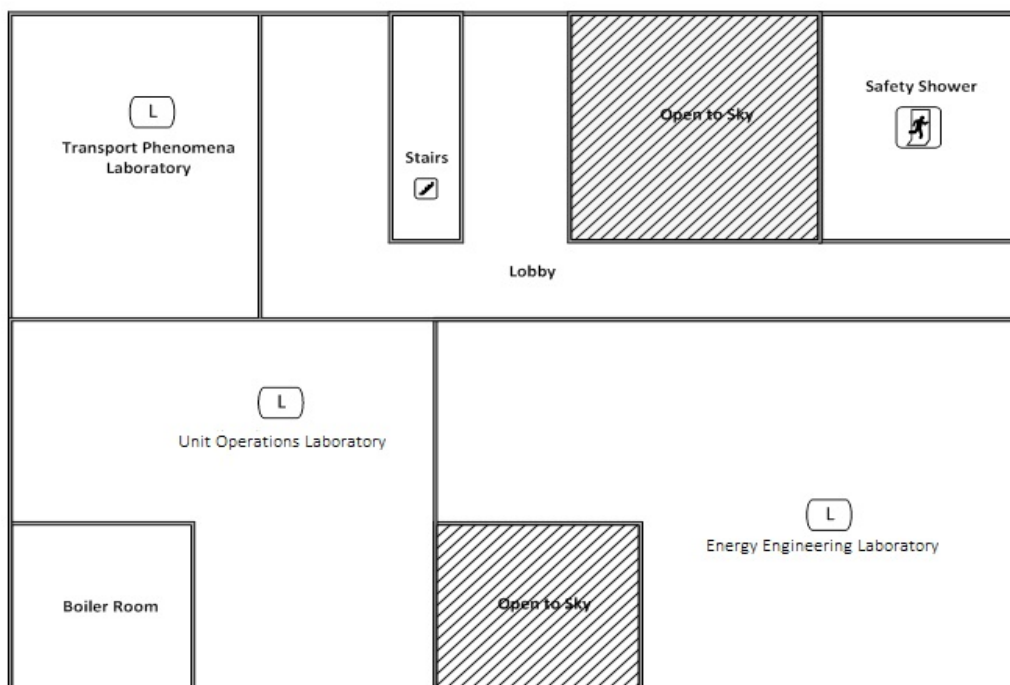 Safety Shower
Open to Sky
L
Transport Phenomena
Laboratory
Stairs
Lobby
L
Unit Operations Laboratory
L
Energy Engineering Laboratory
Boiler Room
Open to Sky